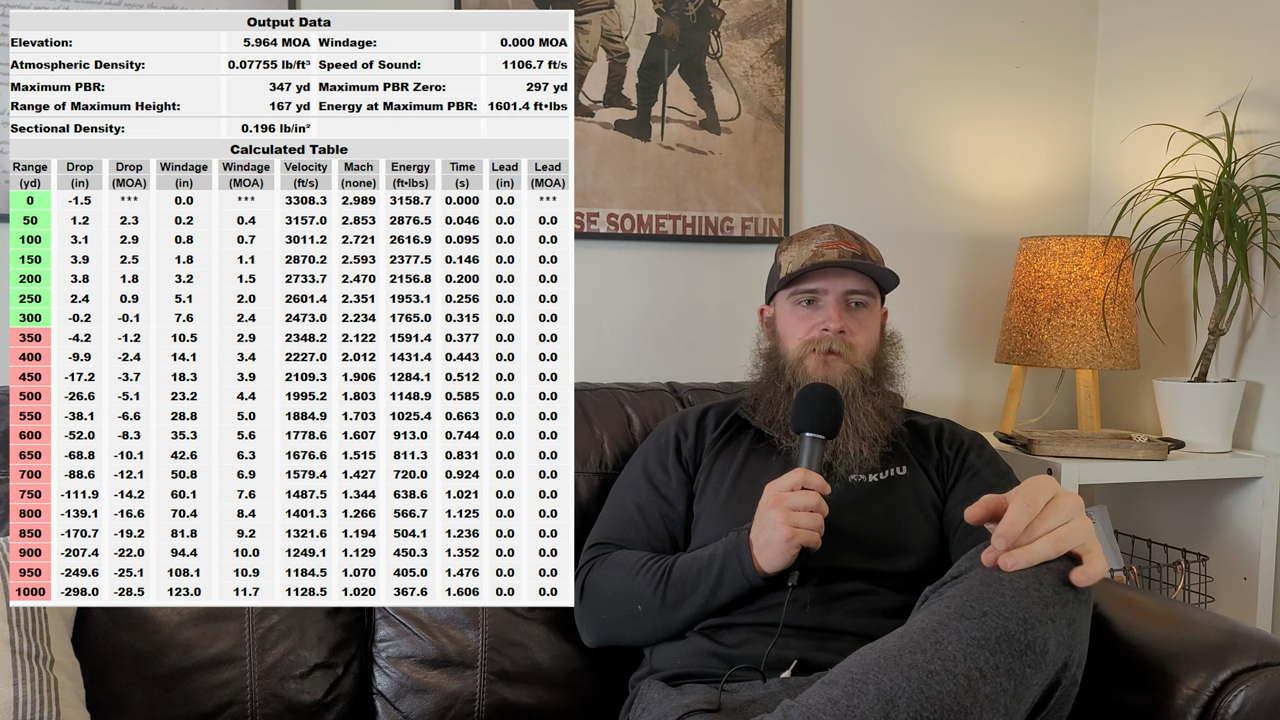 Output Data
Elevation: 5.964 MOA Windage: 0.000 MOA
Atmospheric Density: 0.07755 lb/ft³ Speed of Sound: 1106.7 ft/s
Maximum PBR: 347 yd Maximum PBR Zero: 297 yd
Range of Maximum Height: 167 yd Energy at Maximum PBR: 1601.4 ft•lbs
Sectional Density: 0.196 lb/in²
Calculated Table
Range Drop Drop Windage Windage Velocity Mach Energy Time Lead Lead
(yd) (in) (MOA) (in) (MOA) (ft/s) (none) (ft•lbs) (s) (in) (MOA)
0 -1.5 *** 0.0 *** 3308.3 2.989 3158.7 0.000 0.0 ***
50 1.2 2.3 0.2 0.4 3157.0 2.853 2876.5 0.046 0.0 0.0
100 3.1 2.9 0.8 0.7 3011.2 2.721 2616.9 0.095 0.0 0.0
150 3.9 2.5 1.8 1.1 2870.2 2.593 2377.5 0.146 0.0 0.0
200 3.8 1.8 3.2 1.5 2733.7 2.470 2156.8 0.200 0.0 0.0
250 2.4 0.9 5.1 2.0 2601.4 2.351 1953.1 0.256 0.0 0.0
300 -0.2 -0.1 7.6 2.4 2473.0 2.234 1765.0 0.315 0.0 0.0
350 -4.2 -1.2 10.5 2.9 2348.2 2.122 1591.4 0.377 0.0 0.0
400 -9.9 -2.4 14.1 3.4 2227.0 2.012 1431.4 0.443 0.0 0.0
450 -17.2 -3.7 18.3 3.9 2109.3 1.906 1284.1 0.512 0.0 0.0
500 -26.6 -5.1 23.2 4.4 1995.2 1.803 1148.9 0.585 0.0 0.0
550 -38.1 -6.6 28.8 5.0 1884.9 1.703 1025.4 0.663 0.0 0.0
600 -52.0 -8.3 35.3 5.6 1778.6 1.607 913.0 0.744 0.0 0.0
650 -68.8 -10.1 42.6 6.3 1676.6 1.515 811.3 0.831 0.0 0.0
700 -88.6 -12.1 50.8 6.9 1579.4 1.427 720.0 0.924 0.0 0.0
750 -111.9 -14.2 60.1 7.6 1487.5 1.344 638.6 1.021 0.0 0.0
800 -139.1 -16.6 70.4 8.4 1401.3 1.266 566.7 1.125 0.0 0.0
850 -170.7 -19.2 81.8 9.2 1321.6 1.194 504.1 1.236 0.0 0.0
900 -207.4 -22.0 94.4 10.0 1249.1 1.129 450.3 1.352 0.0 0.0
950 -249.6 -25.1 108.1 10.9 1184.5 1.070 405.0 1.476 0.0 0.0
1000 -298.0 -28.5 123.0 11.7 1128.5 1.020 367.6 1.606 0.0 0.0
SE SOMETHING FUN
KUIU